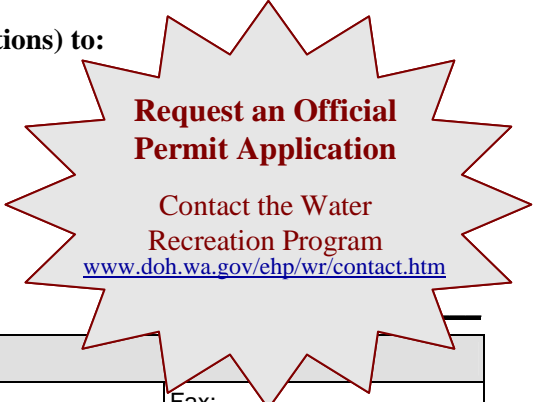 tions) to:
Request an Official
Permit Application
Contact the Water
Recreation Program
www.doh.wa.gov/ehp/wr/contact.htm
Fax: